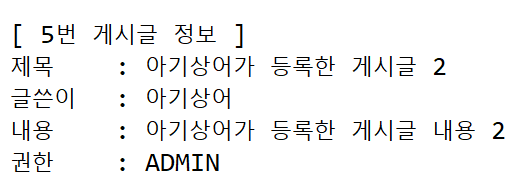 [ 5번 게시글 정보 ]
제목    : 아기상어가 등록한 게시글 2
글쓴이  : 아기상어
내용    : 아기상어가 등록한 게시글 내용 2
권한    : ADMIN